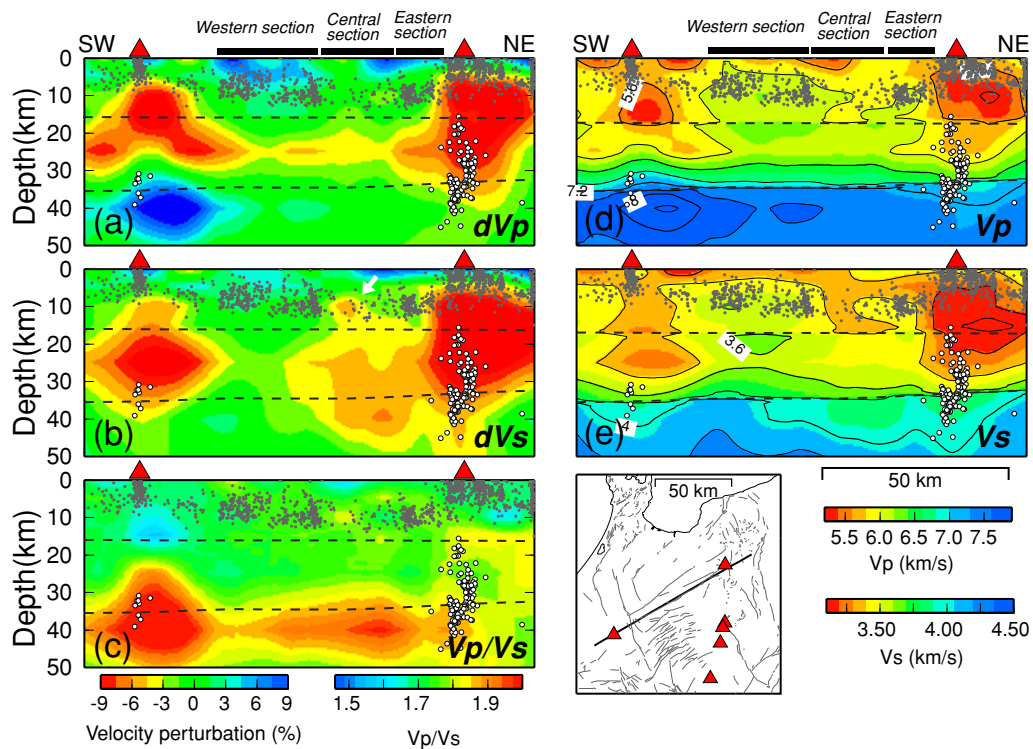 Western section
Central
section
Eastern
section
SW
NE
0
10
20
30
40
50
Depth(km)
(a)
dVp
0
10
20
30
40
50
Depth(km)
(b)
dVs
0
10
20
30
40
50
Depth(km)
(c)
Vp/Vs
-9 -6 -3 0 3 6 9
Velocity perturbation (%)
1.5 1.7 1.9
Vp/Vs
Western section
Central
section
Eastern
section
SW
NE
5.6
7.2
(d)
Vp
3.6
4
(e)
Vs
50 km
50 km
5.5 6.0 6.5 7.0 7.5
Vp (km/s)
3.50 4.00 4.50
Vs (km/s)